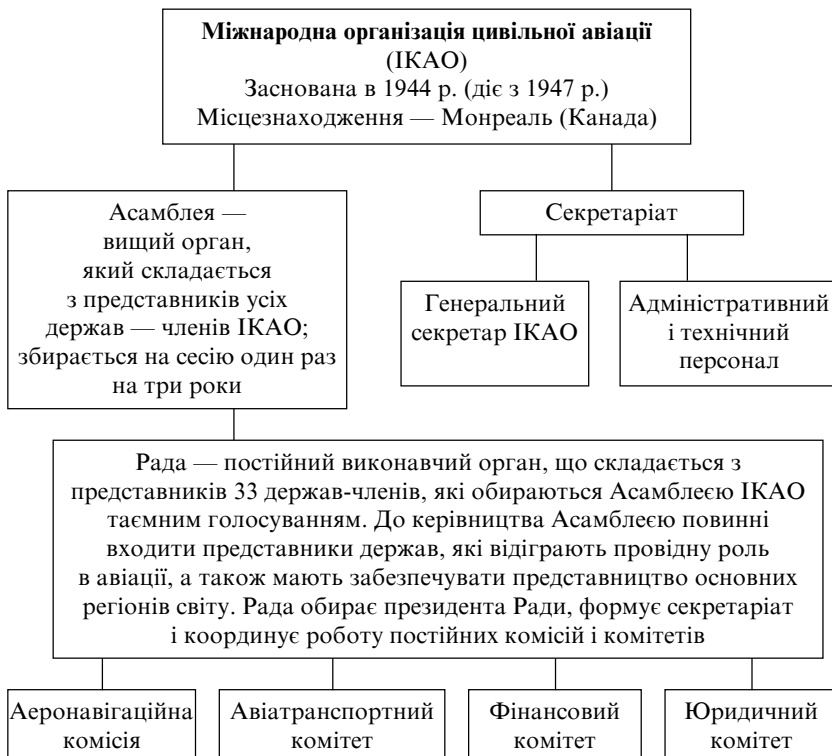 Міжнародна організація цивільної авіації
(ІКАО)
Заснована в 1944 р. (діє з 1947 р.)
Місцезнаходження — Монреаль (Канада)
Асамблея —
вищий орган,
який складається
з представників усіх
держав — членів ІКАО;
збирається на сесію один раз
на три роки
Секретаріат
Генеральний
секретар ІКАО
Адміністративний
і технічний
персонал
Рада — постійний виконавчий орган, що складається з
представників 33 держав-членів, які обираються Асамблеєю ІКАО
таємним голосуванням. До керівництва Асамблеєю повинні
входити представники держав, які відіграють провідну роль
в авіації, а також мають забезпечувати представництво основних
регіонів світу. Рада обирає президента Ради, формує секретаріат
і координує роботу постійних комісій і комітетів
Аеронавігаційна
комісія
Авіатранспортний
комітет
Фінансовий
комітет
Юридичний
комітет